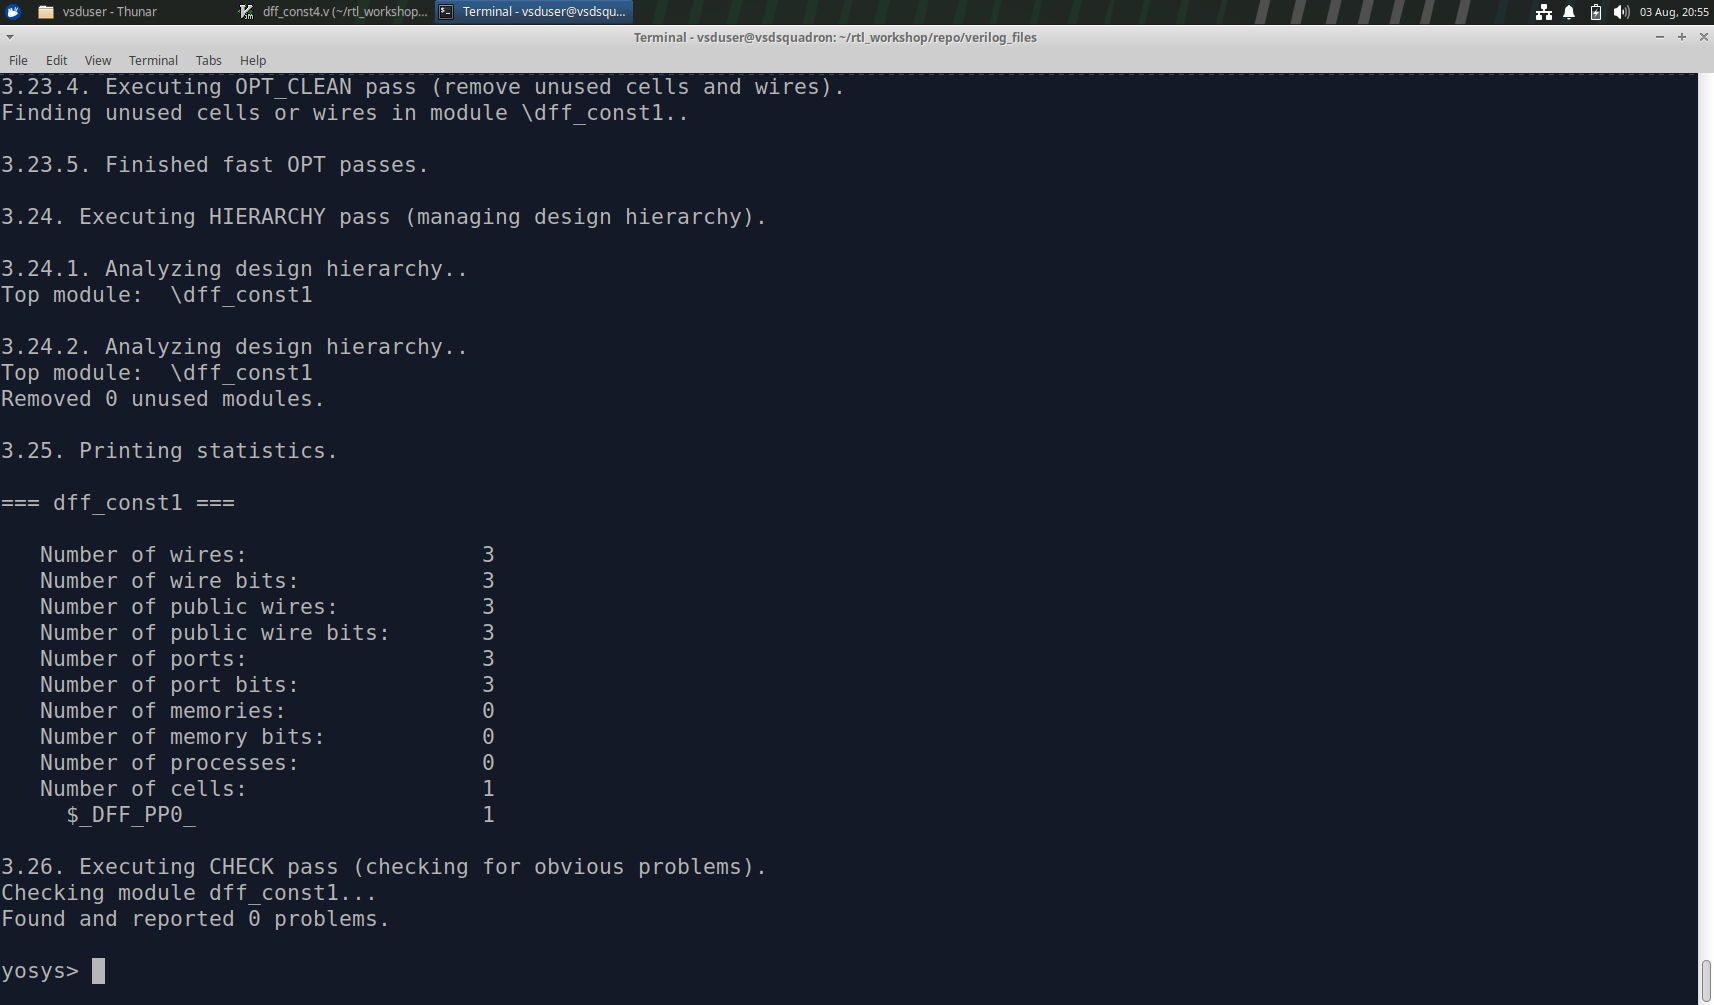 vsduser - Thunar
dff_const4.v (~/rtl_workshop...
Terminal - vsduser@vsdsqu...
03 Aug, 20:55
Terminal - vsduser@vsdsquadron: ~/rtl_workshop/repo/verilog_files
File Edit View Terminal Tabs Help
3.23.4. Executing OPT_CLEAN pass (remove unused cells and wires).
Finding unused cells or wires in module \dff_const1..
3.23.5. Finished fast OPT passes.
3.24. Executing HIERARCHY pass (managing design hierarchy).
3.24.1. Analyzing design hierarchy..
Top module:  \dff_const1
3.24.2. Analyzing design hierarchy..
Top module:  \dff_const1
Removed 0 unused modules.
3.25. Printing statistics.
=== dff_const1 ===
Number of wires: 3
Number of wire bits: 3
Number of public wires: 3
Number of public wire bits: 3
Number of ports: 3
Number of port bits: 3
Number of memories: 0
Number of memory bits: 0
Number of processes: 0
Number of cells: 1
$_DFF_PP0_ 1
3.26. Executing CHECK pass (checking for obvious problems).
Checking module dff_const1...
Found and reported 0 problems.
yosys>